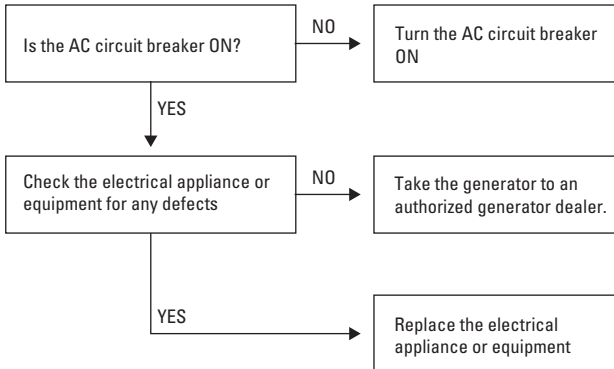 Is the AC circuit breaker ON?
NO
Turn the AC circuit breaker
ON
YES
Check the electrical appliance or
equipment for any defects
NO
Take the generator to an
authorized generator dealer.
YES
Replace the electrical
appliance or equipment